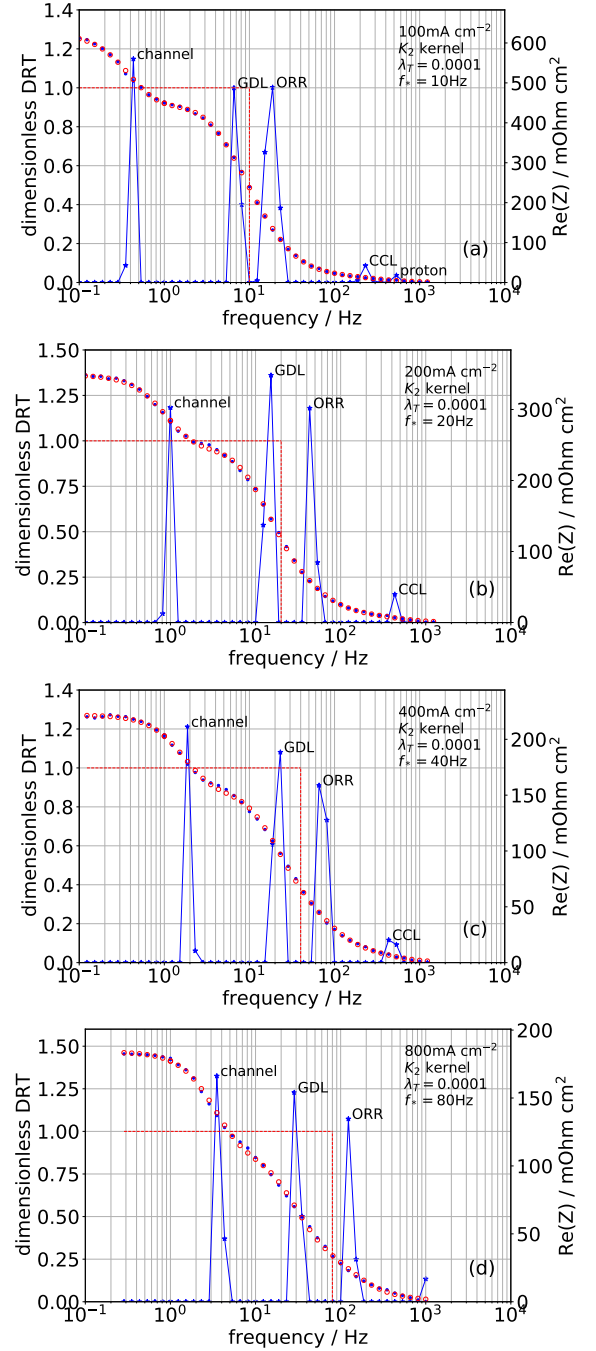 1.4
1.2
1.0
0.8
0.6
0.4
0.2
0.0
dimensionless DRT
channel
GDL
ORR
CCL
proton
100mA cm⁻²
K₂ kernel
λ_T = 0.0001
f_* = 10Hz
(a)
600
500
400
300
200
100
0
Re(Z) / mOhm cm²
10⁻¹ 10⁰ 10¹ 10² 10³ 10⁴
frequency / Hz
1.50
1.25
1.00
0.75
0.50
0.25
0.00
dimensionless DRT
channel
GDL
ORR
CCL
200mA cm⁻²
K₂ kernel
λ_T = 0.0001
f_* = 20Hz
(b)
300
200
100
0
Re(Z) / mOhm cm²
10⁻¹ 10⁰ 10¹ 10² 10³ 10⁴
frequency / Hz
1.4
1.2
1.0
0.8
0.6
0.4
0.2
0.0
dimensionless DRT
channel
GDL
ORR
CCL
400mA cm⁻²
K₂ kernel
λ_T = 0.0001
f_* = 40Hz
(c)
200
150
100
50
0
Re(Z) / mOhm cm²
10⁻¹ 10⁰ 10¹ 10² 10³ 10⁴
frequency / Hz
1.50
1.25
1.00
0.75
0.50
0.25
0.00
dimensionless DRT
channel
GDL
ORR
800mA cm⁻²
K₂ kernel
λ_T = 0.0001
f_* = 80Hz
(d)
200
150
100
50
0
Re(Z) / mOhm cm²
10⁻¹ 10⁰ 10¹ 10² 10³ 10⁴
frequency / Hz